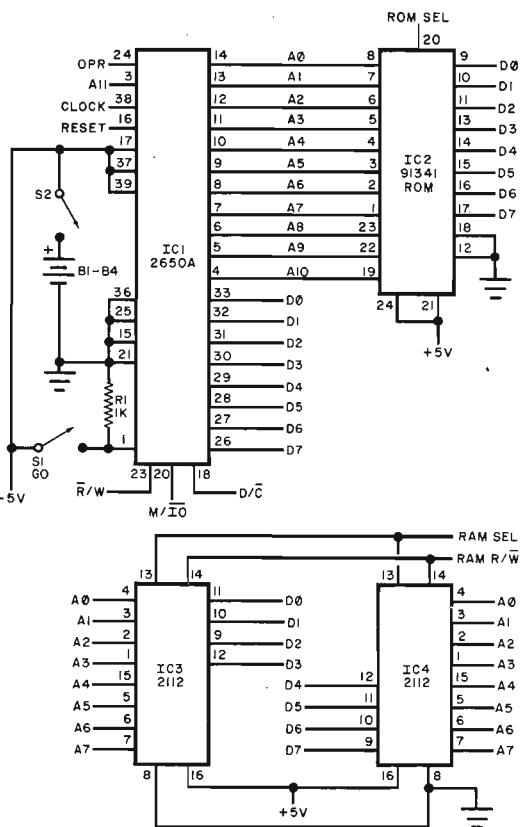 ROM SEL
20
OPR 24 14 A0 8 9 D0
A11 3 13 A1 7 10 D1
CLOCK 38 12 A2 6 11 D2
RESET 16 11 A3 5 13 D3
17 10 A4 4 14 D4
37 9 A5 3 15 D5
39 8 A6 2 16 D6
7 A7 1 17 D7
6 A8 23 18
5 A9 22 12
4 A10 19
IC1
2650A
IC2
91341
ROM
24 21
+5V
S2
+
B1-B4
36 33 D0
25 32 D1
15 31 D2
21 30 D3
29 D4
28 D5
27 D6
1 26 D7
R1
1K
S1
GO
-5V
23 20 18
R̅/W
M/I̅O̅
D/C̅
RAM SEL
RAM R/W̅
13 14
13 14
A0 4 11 D0
A1 3 10 D1
A2 2 9 D2
A3 1 12 D3
A4 15
A5 5
A6 6
A7 7
IC3
2112
8 16
4 A0
3 A1
2 A2
1 A3
D4 12 15 A4
D5 11 5 A5
D6 10 6 A6
D7 9 7 A7
IC4
2112
16 8
+5V